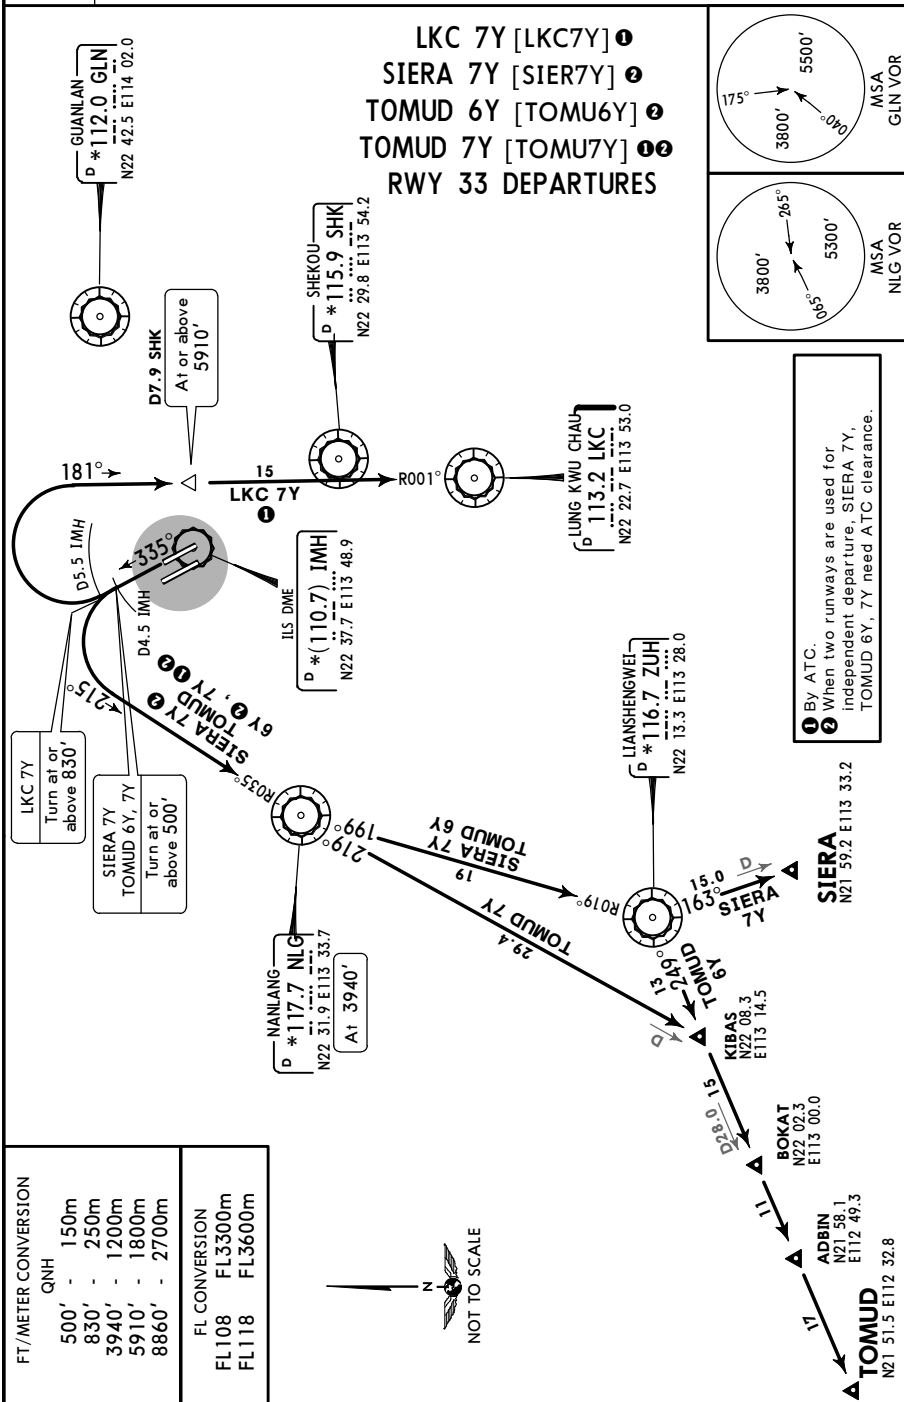 LKC 7Y [LKC7Y] ❶
SIERA 7Y [SIER7Y] ❷
TOMUD 6Y [TOMU6Y] ❷
TOMUD 7Y [TOMU7Y] ❶❷
RWY 33 DEPARTURES
5500'
3800'
175°
040°
MSA
GLN VOR
3800'
5300'
265°
065°
MSA
NLG VOR
GUANLAN
D *112.0 GLN
N22 42.5 E114 02.0
D7.9 SHK
At or above
5910'
SHEKOU
D *115.9 SHK
N22 29.8 E113 54.2
181°
15
LKC 7Y
❶
R001°
LUNG KWU CHAU
D 113.2 LKC
N22 22.7 E113 53.0
D5.5 IMH
D4.5 IMH
335°
ILS DME
D *(110.7) IMH
N22 37.7 E113 48.9
LKC 7Y
Turn at or
above 830'
SIERA 7Y
TOMUD 6Y, 7Y
Turn at or
above 500'
215°
SIERA 7Y ❷
TOMUD
6Y ❷, 7Y ❶❷
R035°
NANLANG
D *117.7 NLG
N22 31.9 E113 33.7
At 3940'
199°
219°
SIERA 7Y
TOMUD 6Y
19
R019°
TOMUD 7Y
29.4
LIANSHENGWEI
D *116.7 ZUH
N22 13.3 E113 28.0
163°
15.0
D
SIERA
7Y
SIERA
N21 59.2 E113 33.2
249°
13
TOMUD
6Y
D
KIBAS
N22 08.3
E113 14.5
15
D28.0
BOKAT
N22 02.3
E113 00.0
11
ADBIN
N21 58.1
E112 49.3
17
TOMUD
N21 51.5 E112 32.8
❶ By ATC.
❷ When two runways are used for
independent departure, SIERA 7Y,
TOMUD 6Y, 7Y need ATC clearance.
FT/METER CONVERSION
QNH
500' - 150m
830' - 250m
3940' - 1200m
5910' - 1800m
8860' - 2700m
FL CONVERSION
FL108 FL3300m
FL118 FL3600m
N
NOT TO SCALE